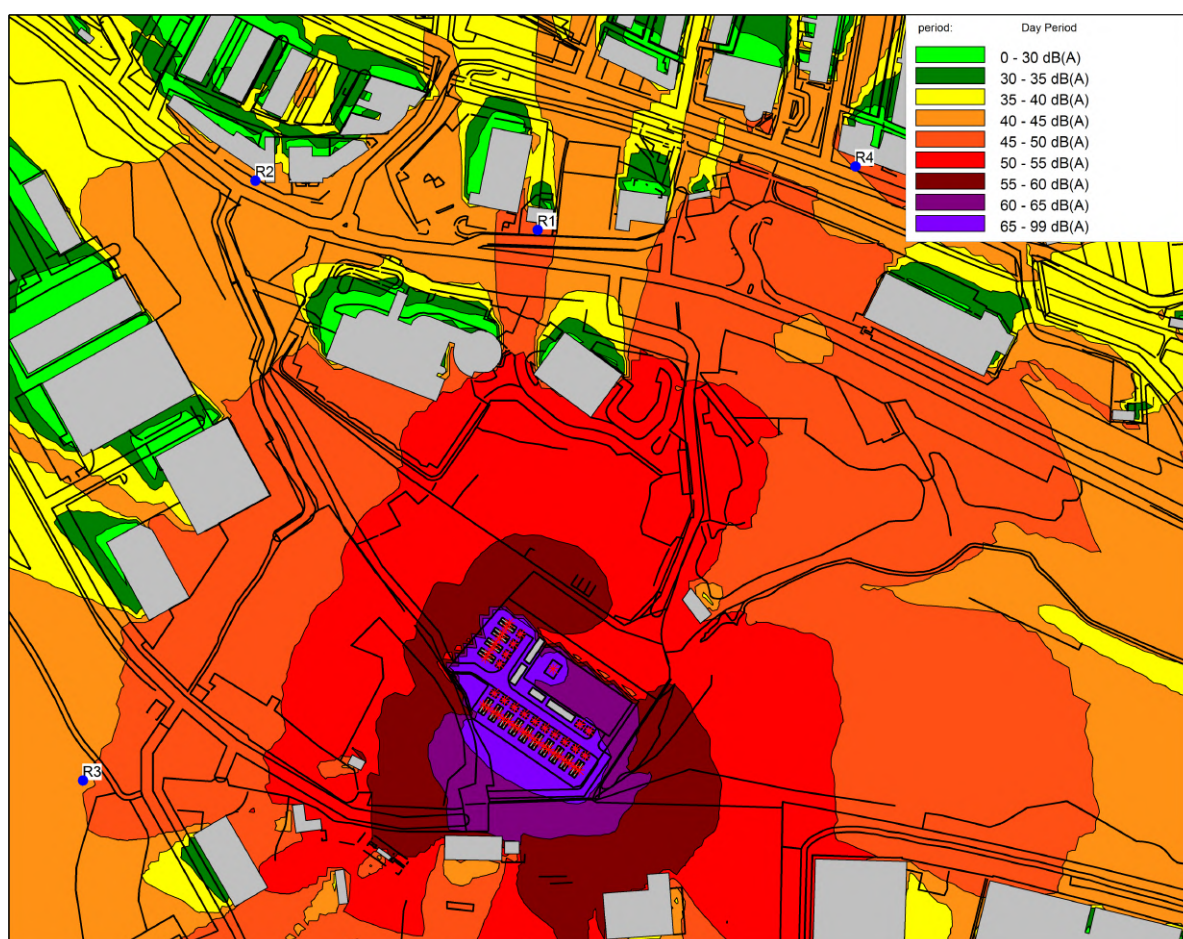 period: Day Period
0 - 30 dB(A)
30 - 35 dB(A)
35 - 40 dB(A)
40 - 45 dB(A)
45 - 50 dB(A)
50 - 55 dB(A)
55 - 60 dB(A)
60 - 65 dB(A)
65 - 99 dB(A)
R4
R2
R1
R3